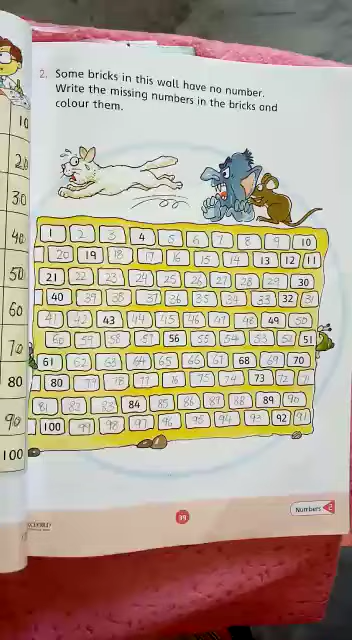 2. Some bricks in this wall have no number.
Write the missing numbers in the bricks and
colour them.
10
20
30
40
50
60
70
80
90
100
1 2 3 4 5 6 7 8 9 10
20 19 18 17 16 15 14 13 12 11
21 22 23 24 25 26 27 28 29 30
40 39 38 37 36 35 34 33 32 31
41 42 43 44 45 46 47 48 49 50
60 59 58 57 56 55 54 53 52 51
61 62 63 64 65 66 67 68 69 70
80 79 78 77 76 75 74 73 72 71
81 82 83 84 85 86 87 88 89 90
100 99 98 97 96 95 94 93 92 91
39
Numbers 2